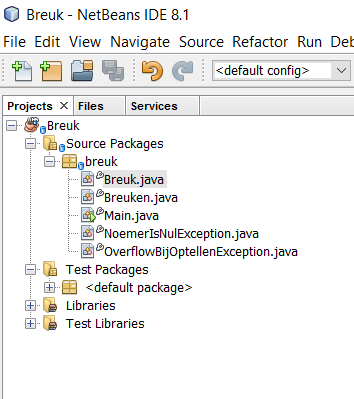 Breuk - NetBeans IDE 8.1
File Edit View Navigate Source Refactor Run Deb
<default config>
Projects × Files Services
Breuk
Source Packages
breuk
Breuk.java
Breuken.java
Main.java
NoemerIsNulException.java
OverflowBijOptellenException.java
Test Packages
<default package>
Libraries
Test Libraries